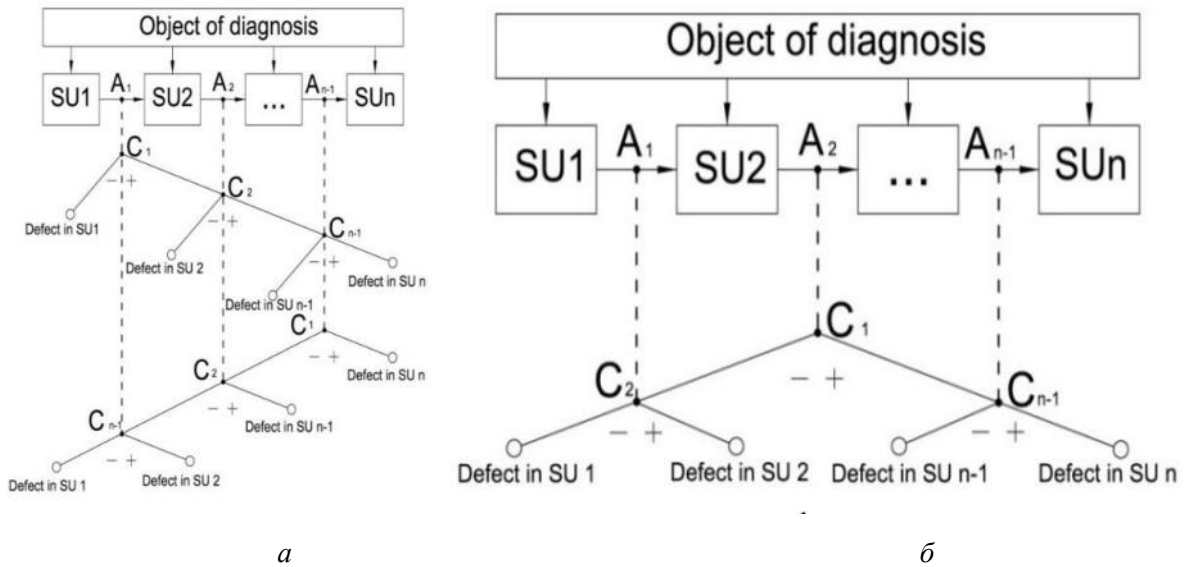 Object of diagnosis
SU1 A1 SU2 A2 ... An-1 SUn
C1
- +
Defect in SU1
C2
- +
Defect in SU 2
Cn-1
- +
Defect in SU n-1
Defect in SU n
C1
- +
Defect in SU n
C2
- +
Defect in SU n-1
Cn-1
- +
Defect in SU 1
Defect in SU 2
а
Object of diagnosis
SU1 A1 SU2 A2 ... An-1 SUn
C1
- +
C2
- +
Cn-1
- +
Defect in SU 1
Defect in SU 2
Defect in SU n-1
Defect in SU n
б